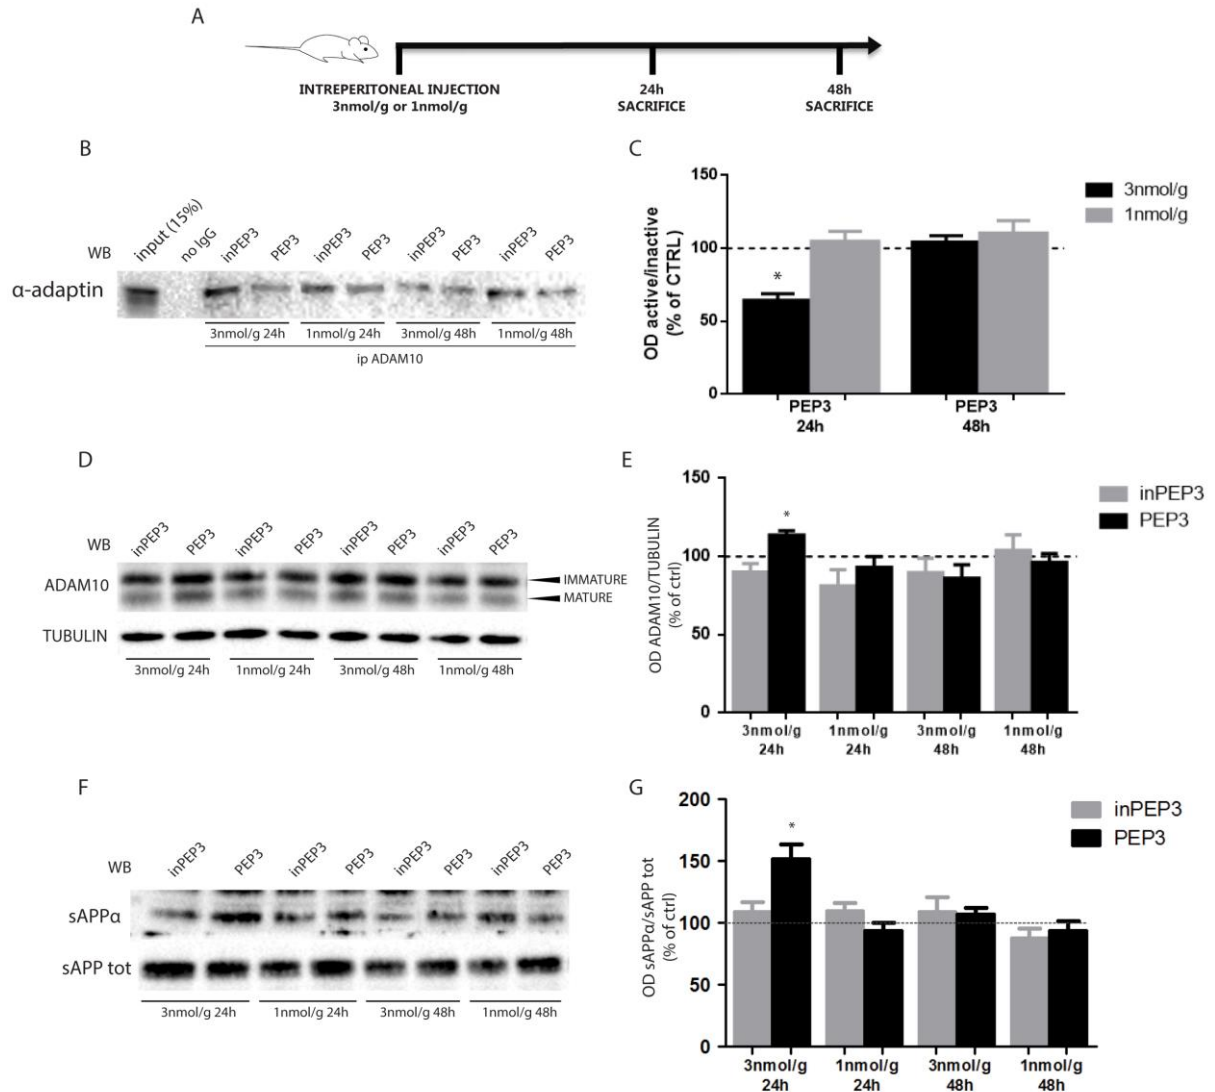 A
INTREPERITONEAL INJECTION
3nmol/g or 1nmol/g
24h
SACRIFICE
48h
SACRIFICE
B
WB
input (15%)
no IgG
inPEP3
PEP3
inPEP3
PEP3
inPEP3
PEP3
inPEP3
PEP3
α-adaptin
3nmol/g 24h
1nmol/g 24h
3nmol/g 48h
1nmol/g 48h
ip ADAM10
C
OD active/inactive
(% of CTRL)
150
100
50
0
*
PEP3
24h
PEP3
48h
3nmol/g
1nmol/g
D
WB
inPEP3
PEP3
inPEP3
PEP3
inPEP3
PEP3
inPEP3
PEP3
ADAM10
IMMATURE
MATURE
TUBULIN
3nmol/g 24h
1nmol/g 24h
3nmol/g 48h
1nmol/g 48h
E
OD ADAM10/TUBULIN
(% of ctrl)
150
100
50
0
*
3nmol/g
24h
1nmol/g
24h
3nmol/g
48h
1nmol/g
48h
inPEP3
PEP3
F
WB
inPEP3
PEP3
inPEP3
PEP3
inPEP3
PEP3
inPEP3
PEP3
sAPPα
sAPP tot
3nmol/g 24h
1nmol/g 24h
3nmol/g 48h
1nmol/g 48h
G
OD sAPPα/sAPP tot
(% of ctrl)
200
150
100
50
0
*
3nmol/g
24h
1nmol/g
24h
3nmol/g
48h
1nmol/g
48h
inPEP3
PEP3